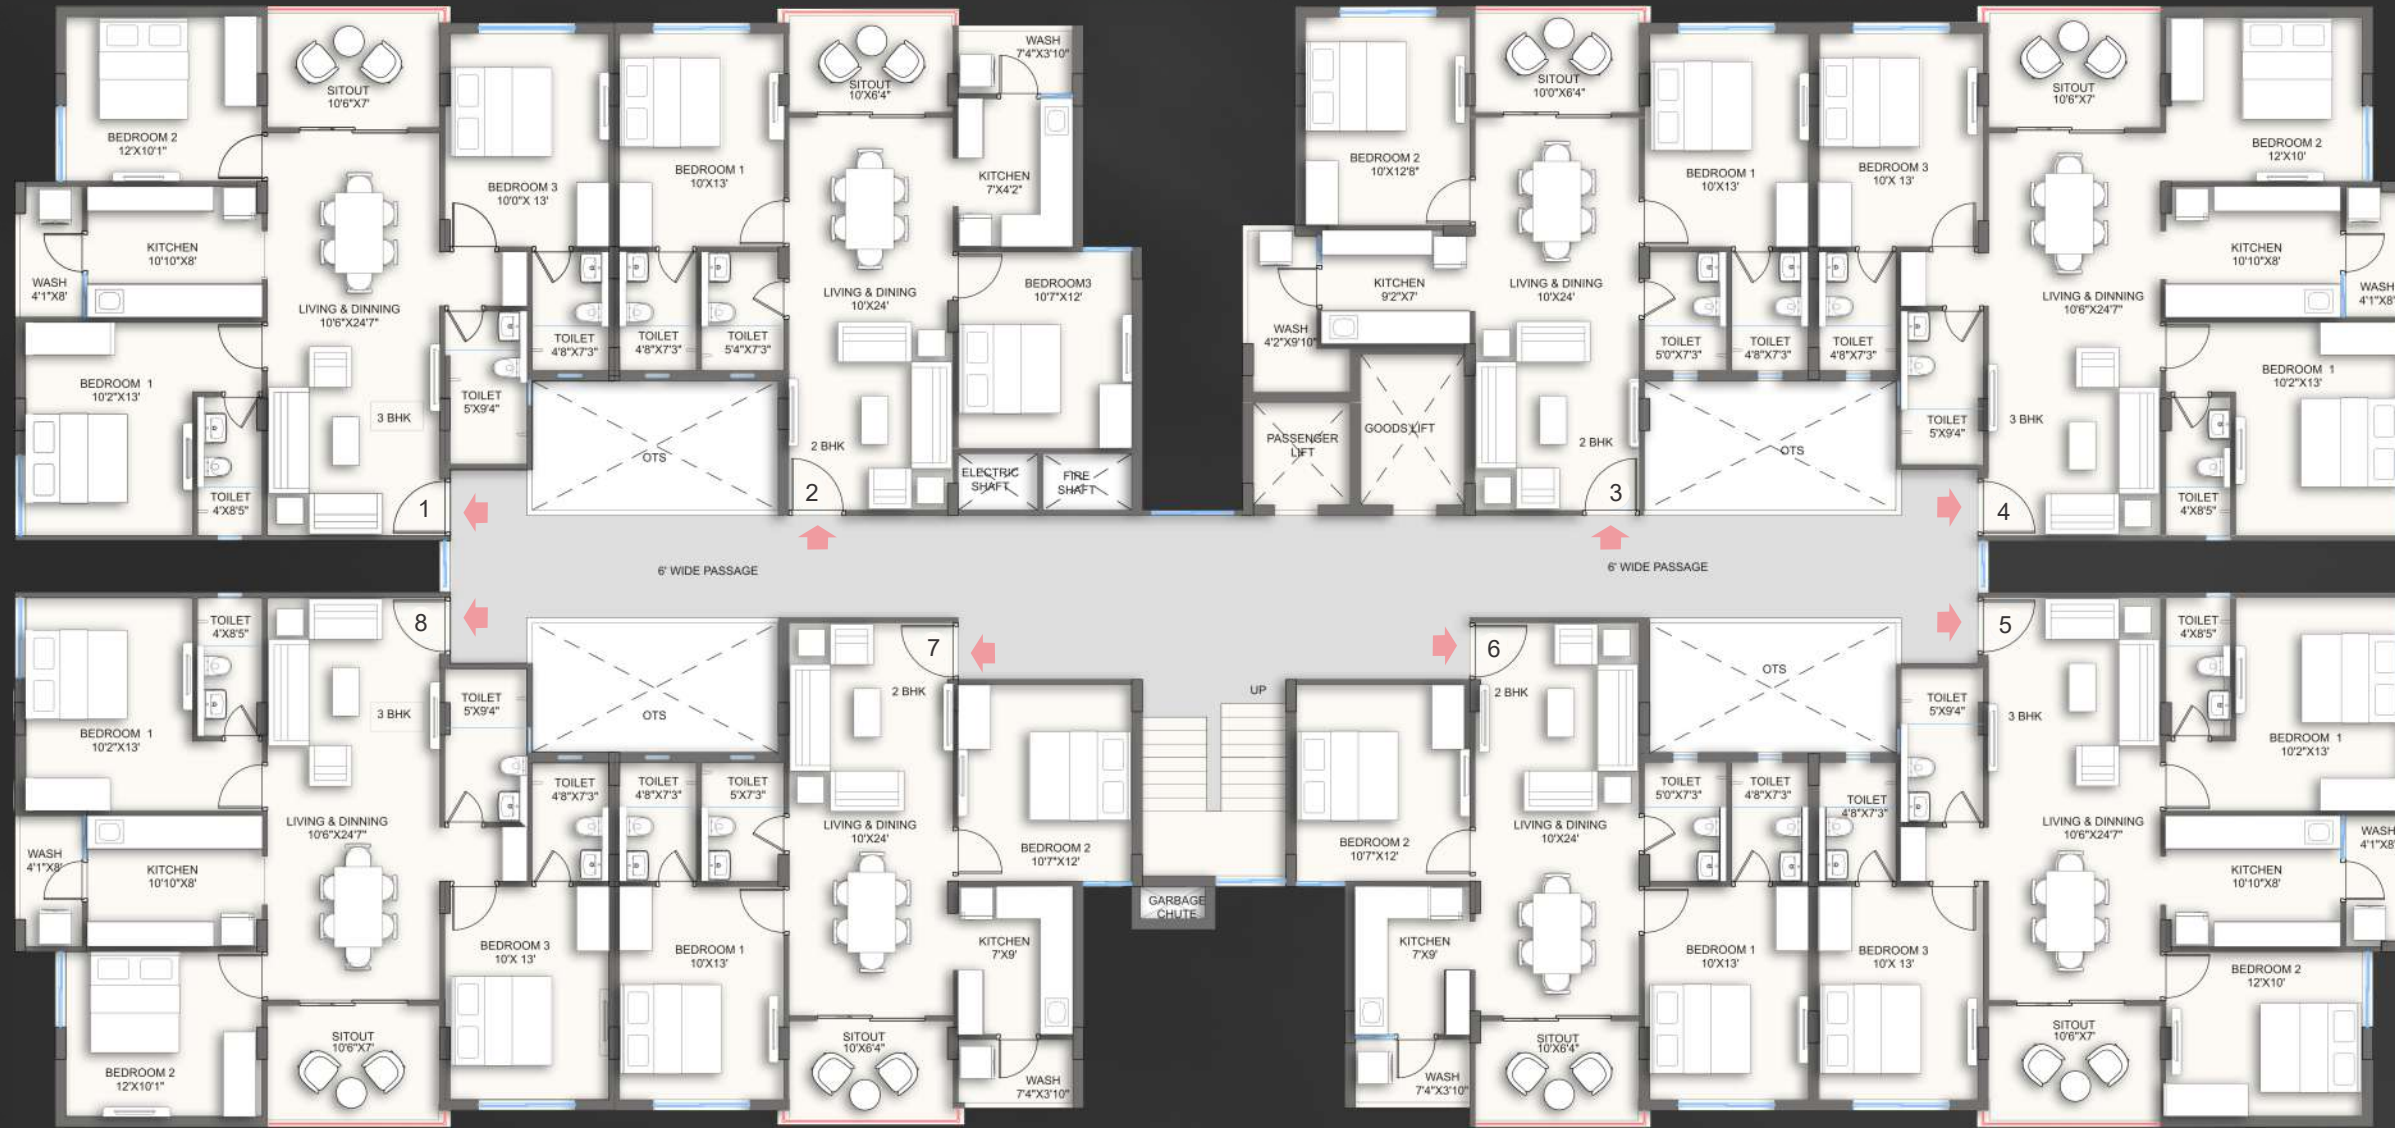 BEDROOM 2
12'X10'1"
SITOUT
10'6"X7'
BEDROOM 3
10'0"X 13'
BEDROOM 1
10'X13'
SITOUT
10'X6'4"
WASH
7'4"X3'10"
KITCHEN
7'X4'2"
KITCHEN
10'10"X8'
WASH
4'1"X8'
LIVING & DINNING
10'6"X24'7"
TOILET
4'8"X7'3"
TOILET
4'8"X7'3"
TOILET
5'4"X7'3"
LIVING & DINING
10'X24'
BEDROOM3
10'7"X12'
BEDROOM 1
10'2"X13'
TOILET
4'X8'5"
3 BHK
TOILET
5'X9'4"
OTS
2 BHK
ELECTRIC
SHAFT
FIRE
SHAFT
1
2
BEDROOM 2
10'X12'8"
SITOUT
10'0"X6'4"
BEDROOM 1
10'X13'
BEDROOM 3
10'X 13'
SITOUT
10'6"X7'
BEDROOM 2
12'X10'
KITCHEN
9'2"X7'
WASH
4'2"X9'10"
LIVING & DINING
10'X24'
TOILET
5'0"X7'3"
TOILET
4'8"X7'3"
TOILET
4'8"X7'3"
LIVING & DINNING
10'6"X24'7"
KITCHEN
10'10"X8'
WASH
4'1"X8'
BEDROOM 1
10'2"X13'
PASSENGER
LIFT
GOODS LIFT
2 BHK
OTS
TOILET
5'X9'4"
3 BHK
TOILET
4'X8'5"
3
4
6' WIDE PASSAGE
6' WIDE PASSAGE
8
TOILET
4'X8'5"
BEDROOM 1
10'2"X13'
3 BHK
TOILET
5'X9'4"
OTS
7
2 BHK
UP
LIVING & DINNING
10'6"X24'7"
TOILET
4'8"X7'3"
TOILET
4'8"X7'3"
TOILET
5'X7'3"
LIVING & DINING
10'X24'
BEDROOM 2
10'7"X12'
WASH
4'1"X8'
KITCHEN
10'10"X8'
BEDROOM 3
10'X 13'
BEDROOM 1
10'X13'
KITCHEN
7'X9'
GARBAGE
CHUTE
BEDROOM 2
12'X10'1"
SITOUT
10'6"X7'
SITOUT
10'X6'4"
WASH
7'4"X3'10"
6
2 BHK
OTS
5
TOILET
5'X9'4"
3 BHK
TOILET
4'X8'5"
BEDROOM 1
10'2"X13'
BEDROOM 2
10'7"X12'
LIVING & DINING
10'X24'
TOILET
5'0"X7'3"
TOILET
4'8"X7'3"
TOILET
4'8"X7'3"
LIVING & DINNING
10'6"X24'7"
WASH
4'1"X8'
KITCHEN
10'10"X8'
KITCHEN
7'X9'
BEDROOM 1
10'X13'
BEDROOM 3
10'X 13'
BEDROOM 2
12'X10'
SITOUT
10'X6'4"
WASH
7'4"X3'10"
SITOUT
10'6"X7'